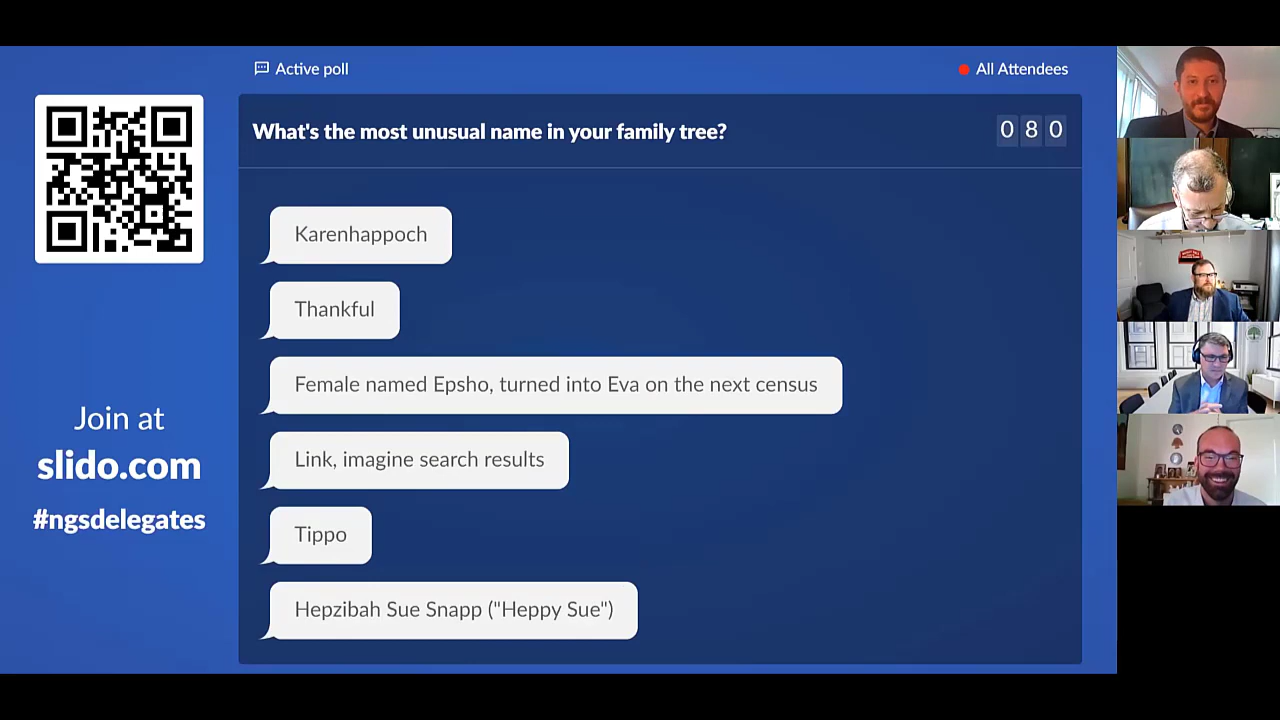 Active poll
All Attendees
What's the most unusual name in your family tree?
080
Karenhappoch
Thankful
Female named Epsho, turned into Eva on the next census
Link, imagine search results
Tippo
Hepzibah Sue Snapp ("Heppy Sue")
Join at
slido.com
#ngsdelegates